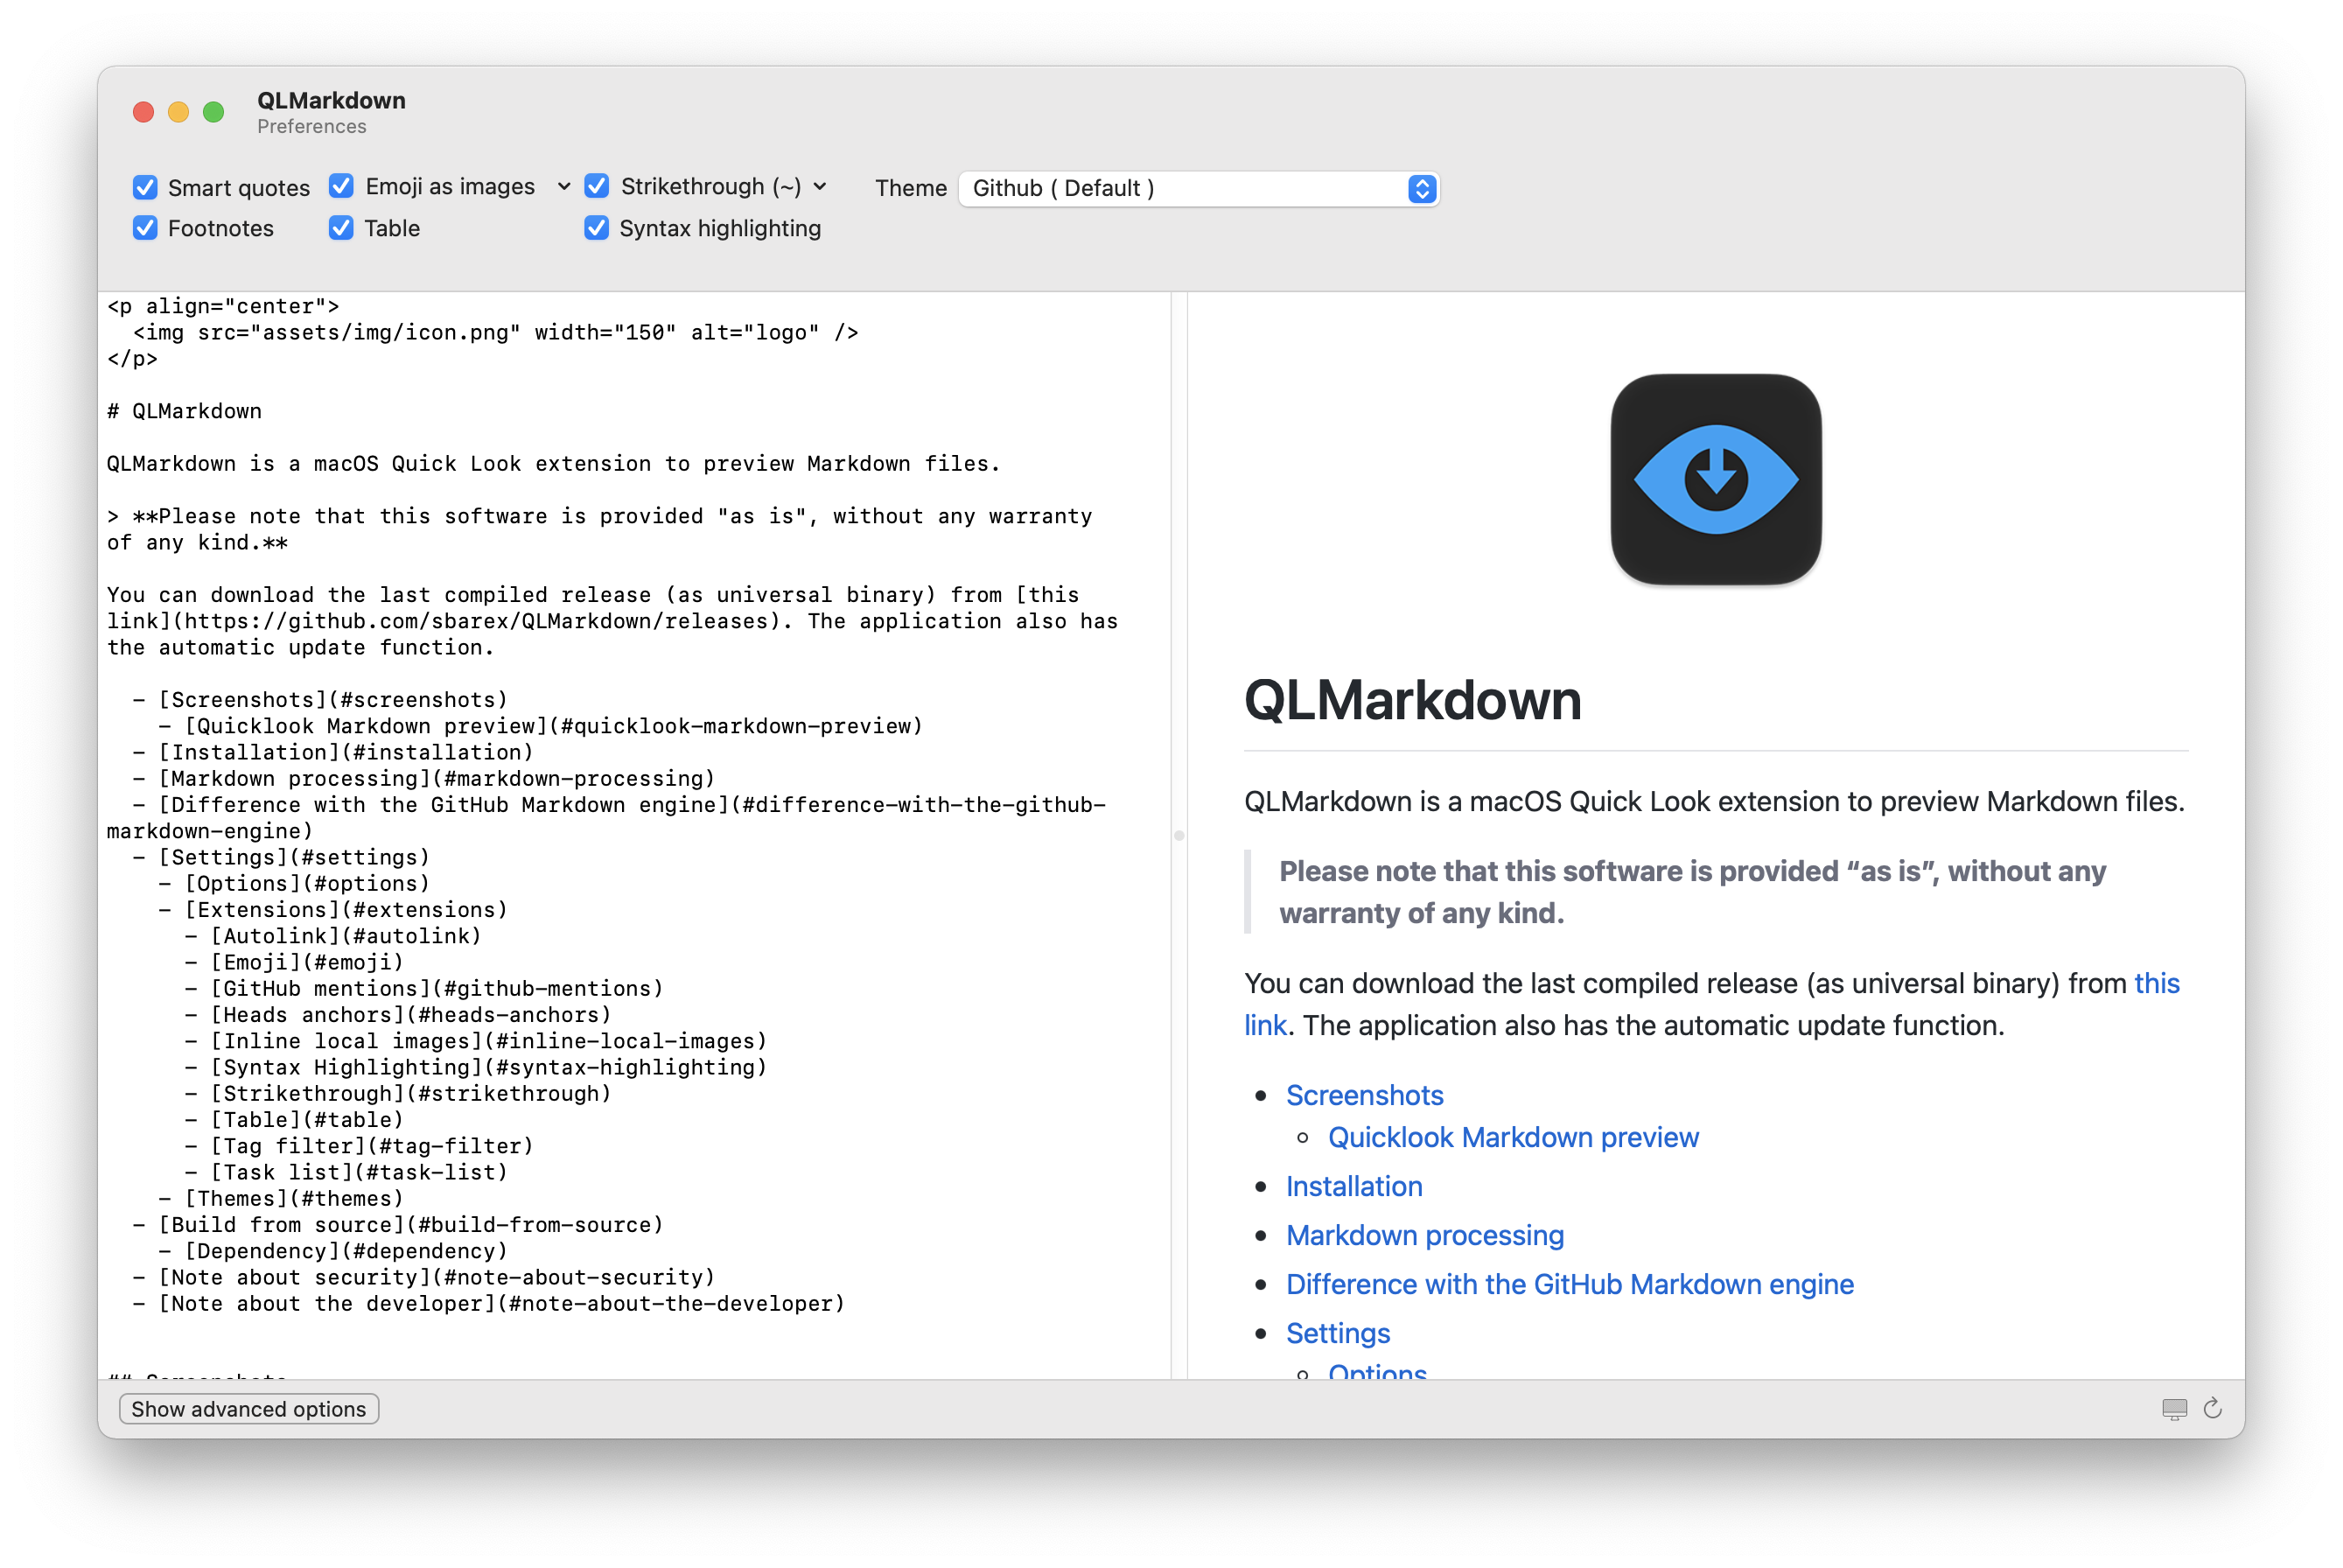 QLMarkdown
Preferences
Smart quotes Emoji as images Strikethrough (~) Theme Github ( Default )
Footnotes Table Syntax highlighting
<p align="center">
  <img src="assets/img/icon.png" width="150" alt="logo" />
</p>
# QLMarkdown
QLMarkdown is a macOS Quick Look extension to preview Markdown files.
> **Please note that this software is provided "as is", without any warranty
of any kind.**
You can download the last compiled release (as universal binary) from [this
link](https://github.com/sbarex/QLMarkdown/releases). The application also has
the automatic update function.
  - [Screenshots](#screenshots)
    - [Quicklook Markdown preview](#quicklook-markdown-preview)
  - [Installation](#installation)
  - [Markdown processing](#markdown-processing)
  - [Difference with the GitHub Markdown engine](#difference-with-the-github-
markdown-engine)
  - [Settings](#settings)
    - [Options](#options)
    - [Extensions](#extensions)
      - [Autolink](#autolink)
      - [Emoji](#emoji)
      - [GitHub mentions](#github-mentions)
      - [Heads anchors](#heads-anchors)
      - [Inline local images](#inline-local-images)
      - [Syntax Highlighting](#syntax-highlighting)
      - [Strikethrough](#strikethrough)
      - [Table](#table)
      - [Tag filter](#tag-filter)
      - [Task list](#task-list)
    - [Themes](#themes)
  - [Build from source](#build-from-source)
    - [Dependency](#dependency)
  - [Note about security](#note-about-security)
  - [Note about the developer](#note-about-the-developer)
## Screenshots
QLMarkdown
QLMarkdown is a macOS Quick Look extension to preview Markdown files.
Please note that this software is provided “as is”, without any
warranty of any kind.
You can download the last compiled release (as universal binary) from this
link. The application also has the automatic update function.
• Screenshots
◦ Quicklook Markdown preview
• Installation
• Markdown processing
• Difference with the GitHub Markdown engine
• Settings
◦ Options
Show advanced options